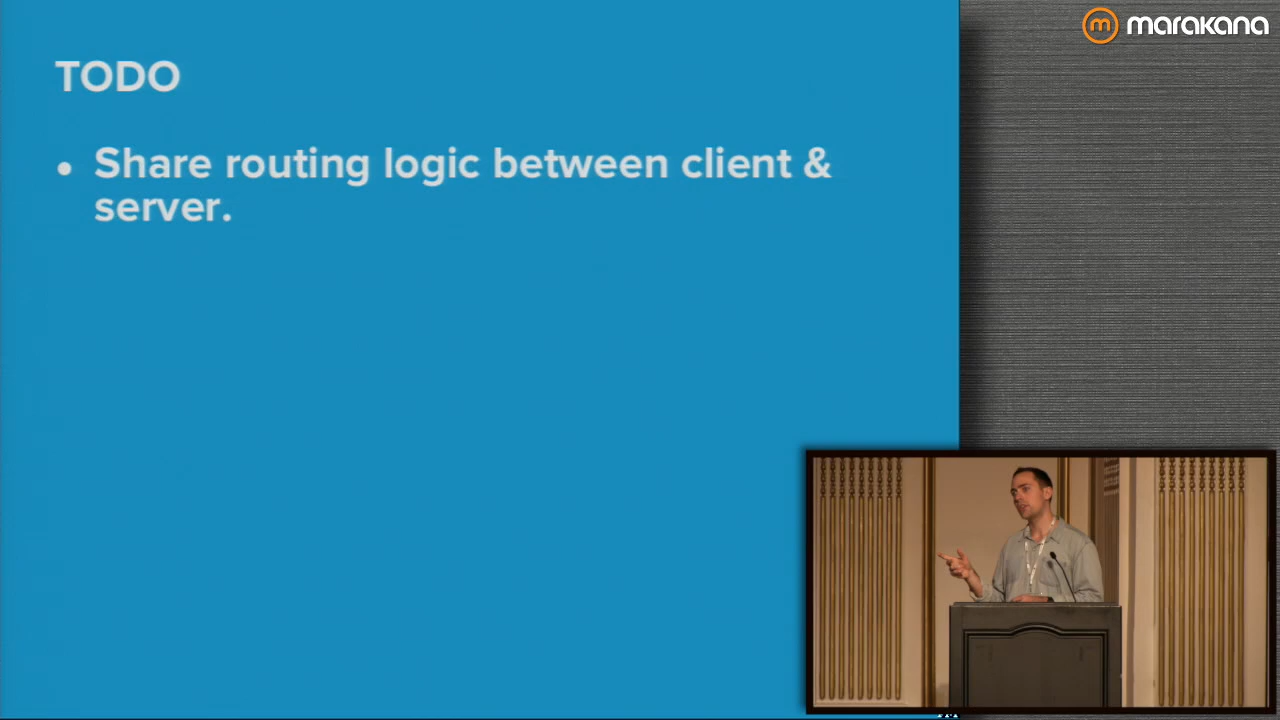 marakana
TODO
• Share routing logic between client &
server.